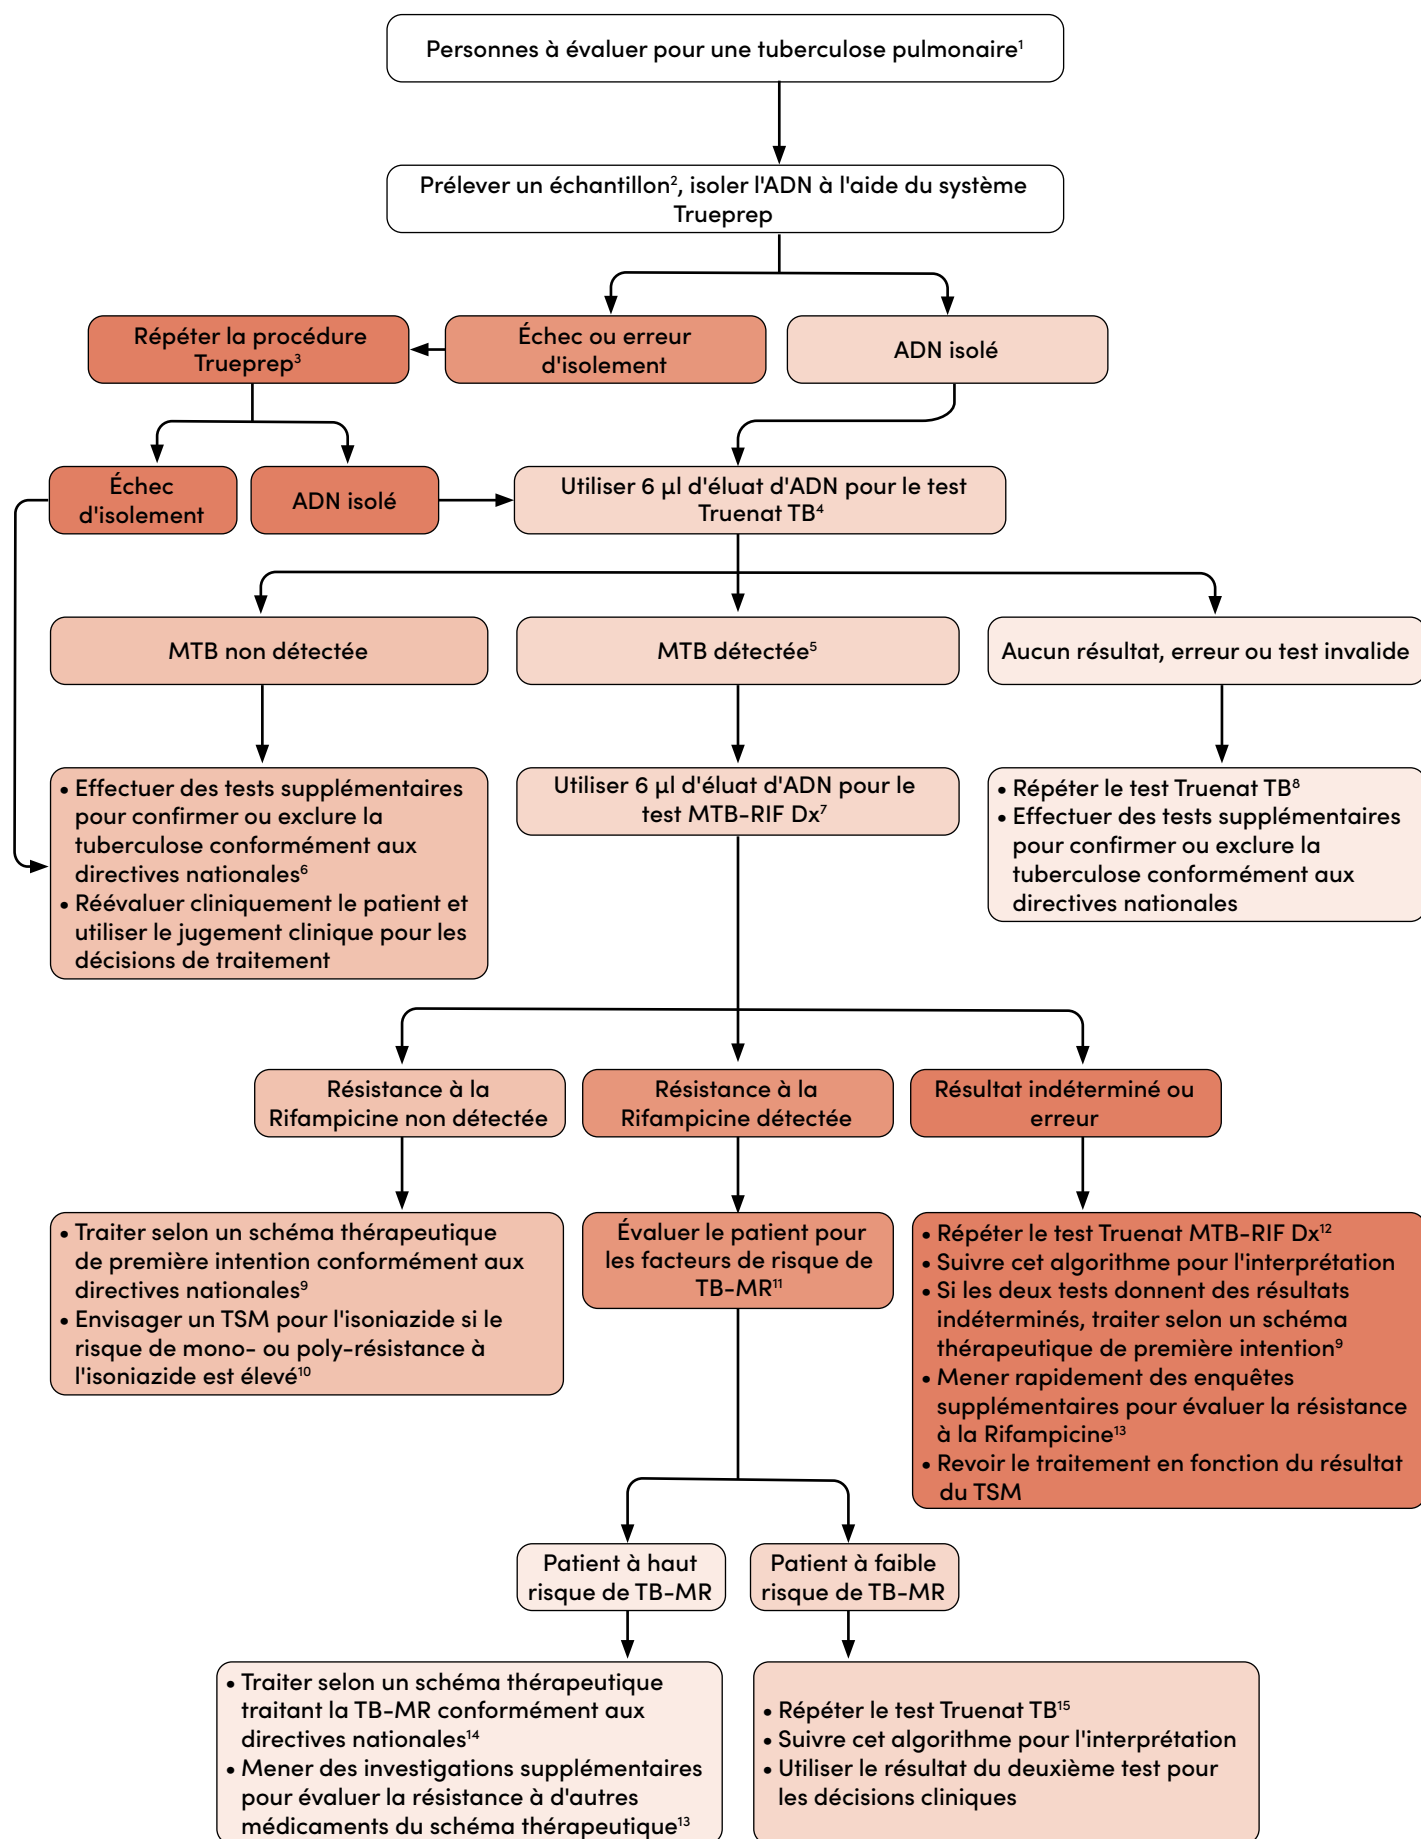 Personnes à évaluer pour une tuberculose pulmonaire¹
Prélever un échantillon², isoler l'ADN à l'aide du système
Trueprep
Répéter la procédure
Trueprep³
Échec ou erreur
d'isolement
ADN isolé
Échec
d'isolement
ADN isolé
Utiliser 6 µl d'éluat d'ADN pour le test
Truenat TB⁴
MTB non détectée
MTB détectée⁵
Aucun résultat, erreur ou test invalide
• Effectuer des tests supplémentaires
pour confirmer ou exclure la
tuberculose conformément aux
directives nationales⁶
• Réévaluer cliniquement le patient et
utiliser le jugement clinique pour les
décisions de traitement
Utiliser 6 µl d'éluat d'ADN pour le
test MTB-RIF Dx⁷
• Répéter le test Truenat TB⁸
• Effectuer des tests supplémentaires
pour confirmer ou exclure la
tuberculose conformément aux
directives nationales
Résistance à la
Rifampicine non détectée
Résistance à la
Rifampicine détectée
Résultat indéterminé ou
erreur
• Traiter selon un schéma thérapeutique
de première intention conformément aux
directives nationales⁹
• Envisager un TSM pour l'isoniazide si le
risque de mono- ou poly-résistance à
l'isoniazide est élevé¹⁰
Évaluer le patient pour
les facteurs de risque de
TB-MR¹¹
• Répéter le test Truenat MTB-RIF Dx¹²
• Suivre cet algorithme pour l'interprétation
• Si les deux tests donnent des résultats
indéterminés, traiter selon un schéma
thérapeutique de première intention⁹
• Mener rapidement des enquêtes
supplémentaires pour évaluer la résistance
à la Rifampicine¹³
• Revoir le traitement en fonction du résultat
du TSM
Patient à haut
risque de TB-MR
Patient à faible
risque de TB-MR
• Traiter selon un schéma thérapeutique
traitant la TB-MR conformément aux
directives nationales¹⁴
• Mener des investigations supplémentaires
pour évaluer la résistance à d'autres
médicaments du schéma thérapeutique¹³
• Répéter le test Truenat TB¹⁵
• Suivre cet algorithme pour l'interprétation
• Utiliser le résultat du deuxième test pour
les décisions cliniques